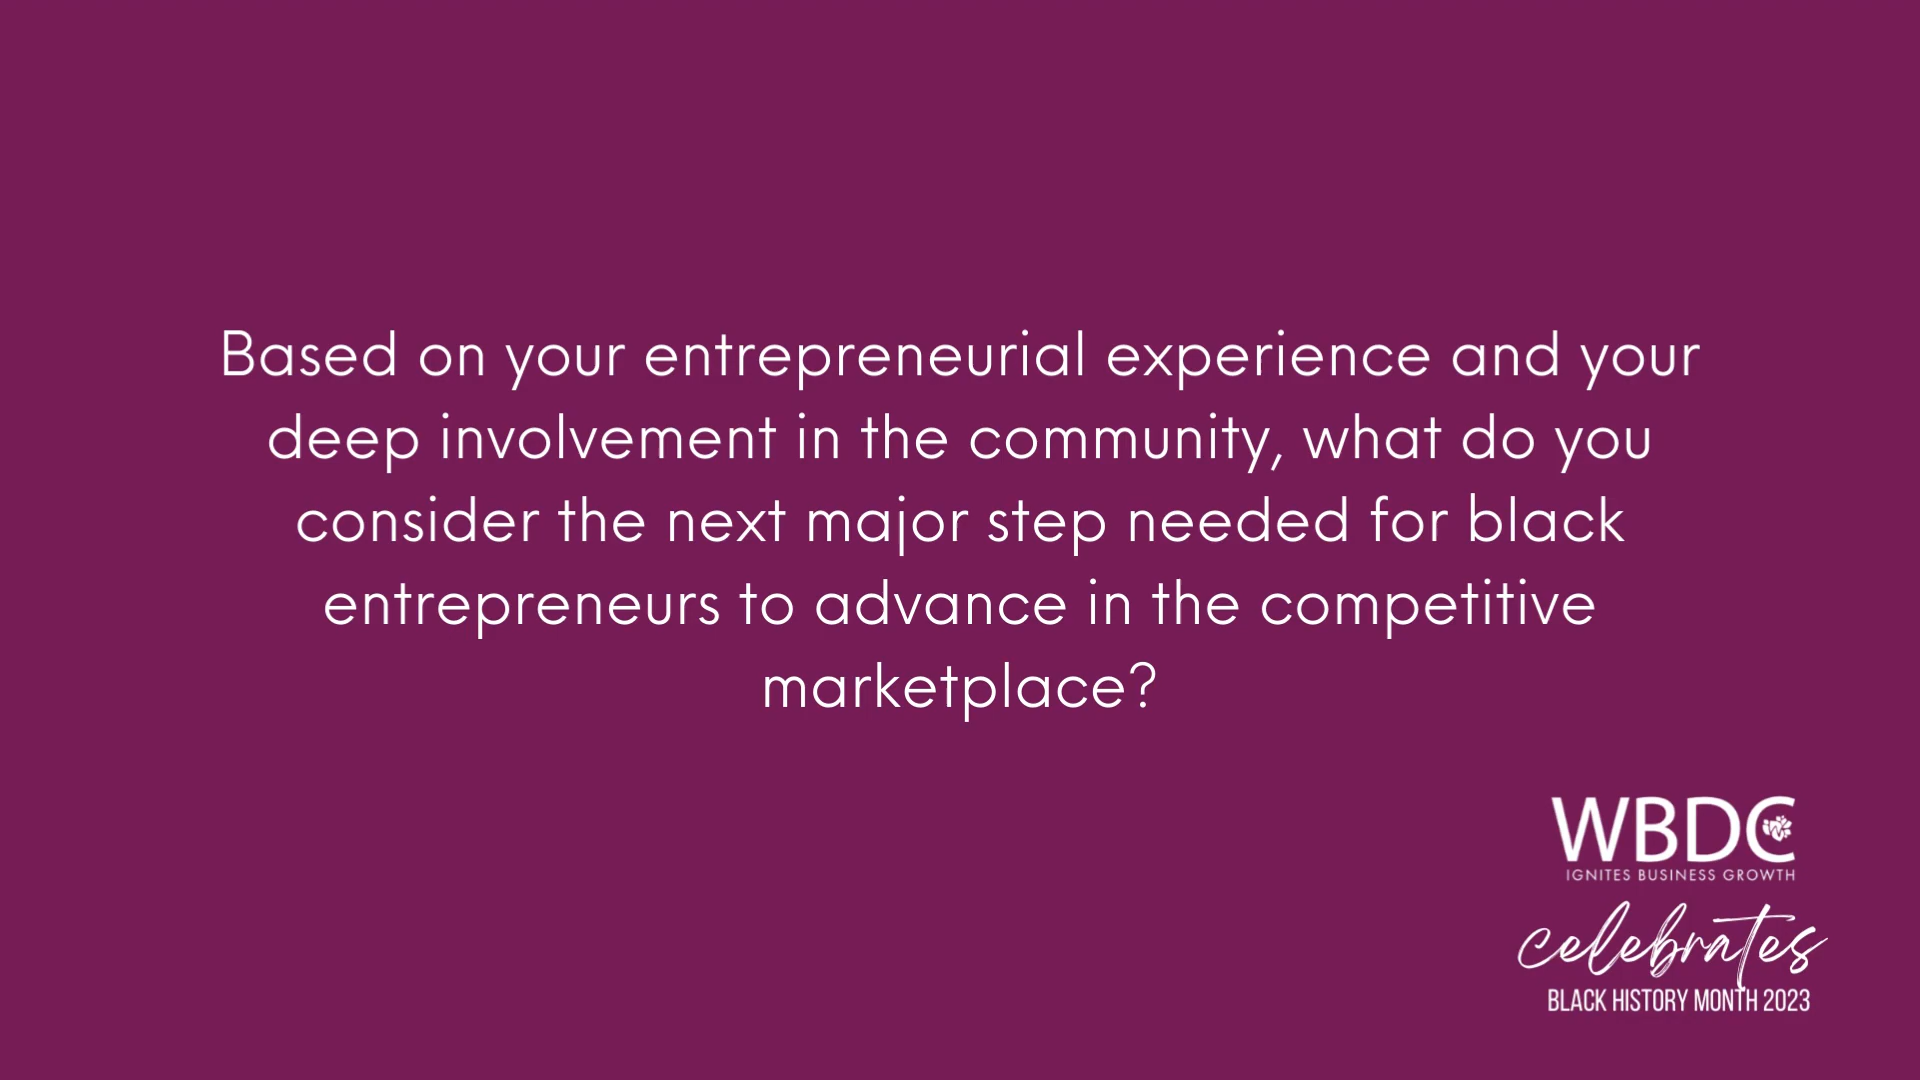 Based on your entrepreneurial experience and your
deep involvement in the community, what do you
consider the next major step needed for black
entrepreneurs to advance in the competitive
marketplace?
WBDC
IGNITES BUSINESS GROWTH
celebrates
BLACK HISTORY MONTH 2023